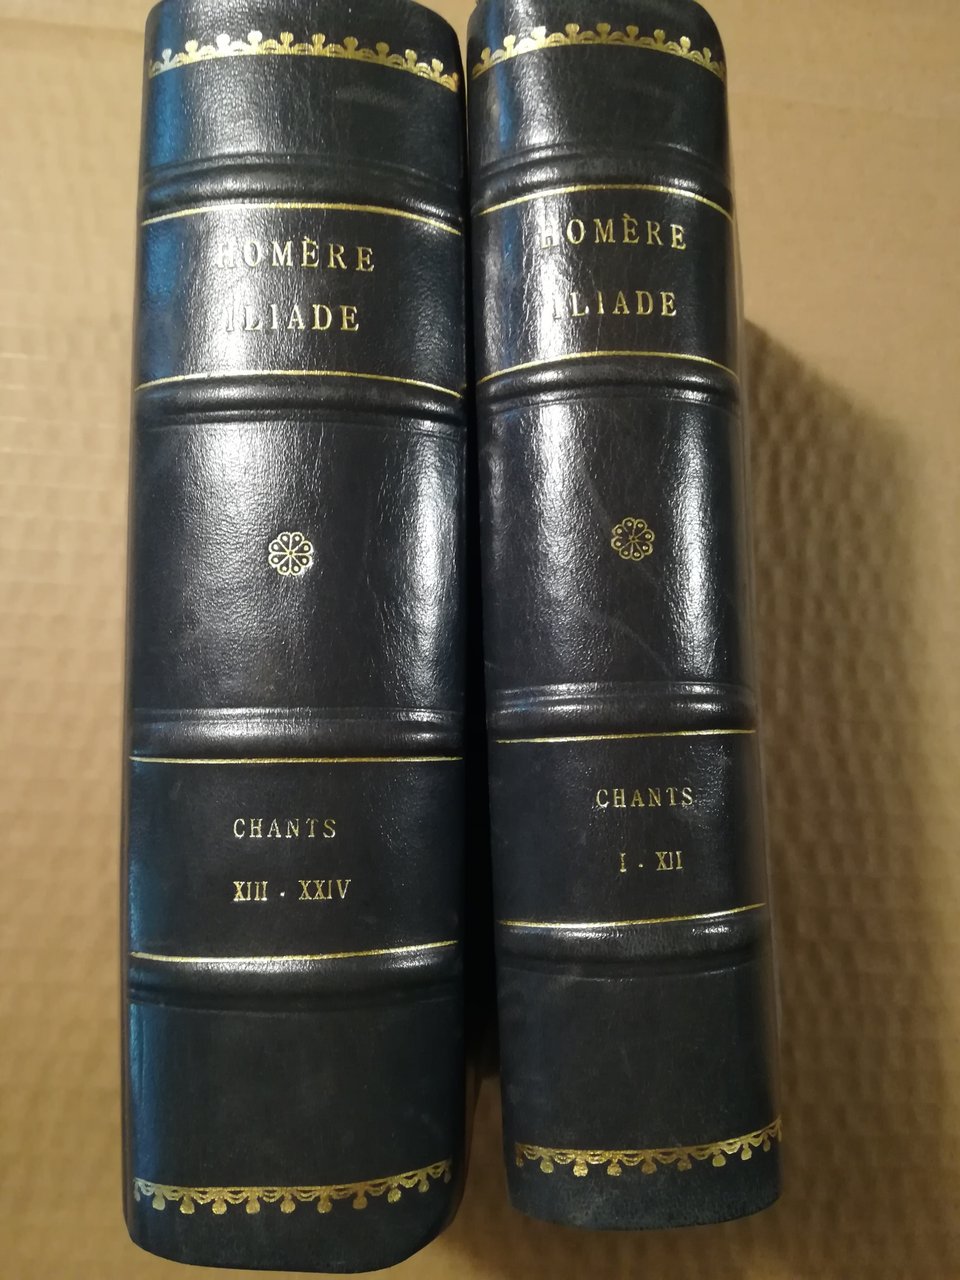 HOMÈRE
ILIADE
CHANTS
XIII . XXIV
HOMÈRE
ILIADE
CHANTS
I . XII